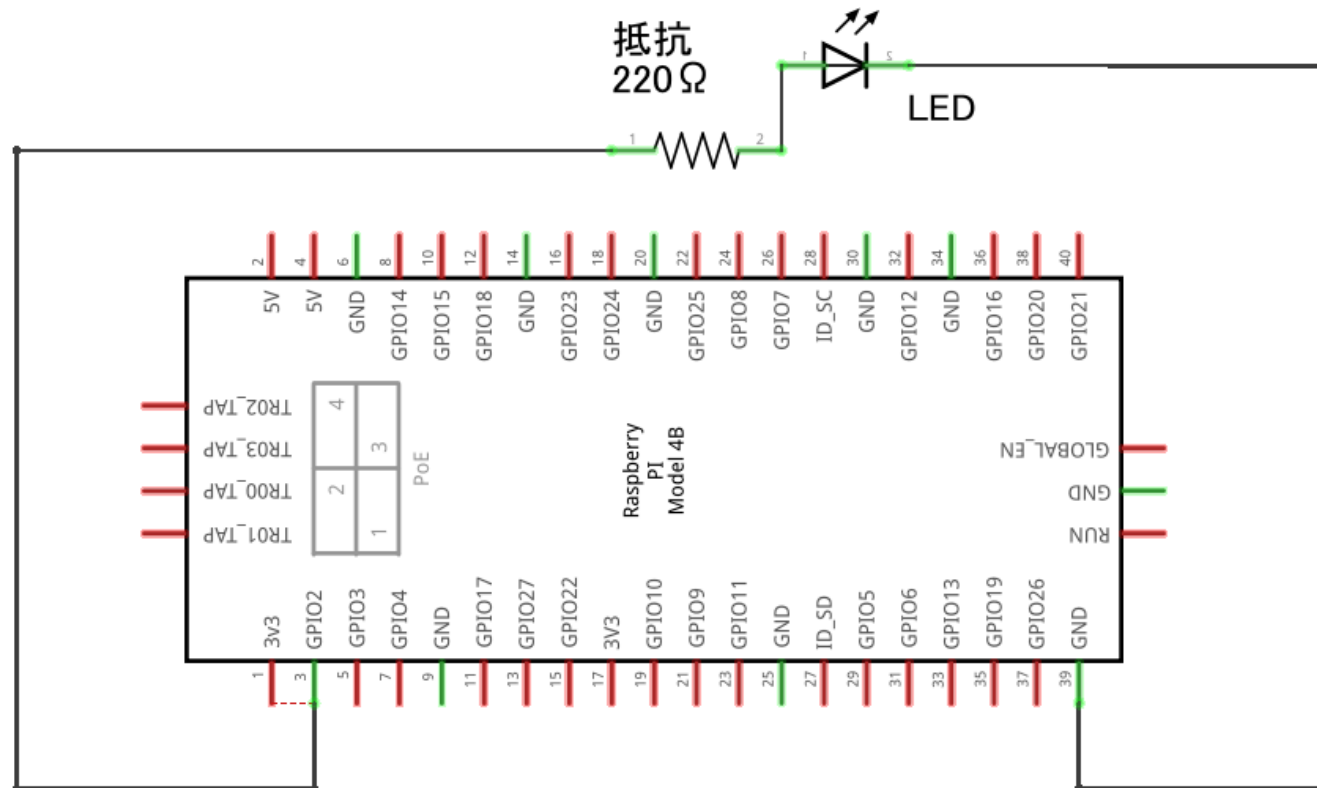 抵抗
220Ω
1
2
1
2
LED
2
4
6
8
10
12
14
16
18
20
22
24
26
28
30
32
34
36
38
40
5V
5V
GND
GPIO14
GPIO15
GPIO18
GND
GPIO23
GPIO24
GND
GPIO25
GPIO8
GPIO7
ID_SC
GND
GPIO12
GND
GPIO16
GPIO20
GPIO21
TR02_TAP
TR03_TAP
TR00_TAP
TR01_TAP
4
3
2
1
PoE
Raspberry
PI
Model 4B
GLOBAL_EN
GND
RUN
3v3
GPIO2
GPIO3
GPIO4
GND
GPIO17
GPIO27
GPIO22
3V3
GPIO10
GPIO9
GPIO11
GND
ID_SD
GPIO5
GPIO6
GPIO13
GPIO19
GPIO26
GND
1
3
5
7
9
11
13
15
17
19
21
23
25
27
29
31
33
35
37
39